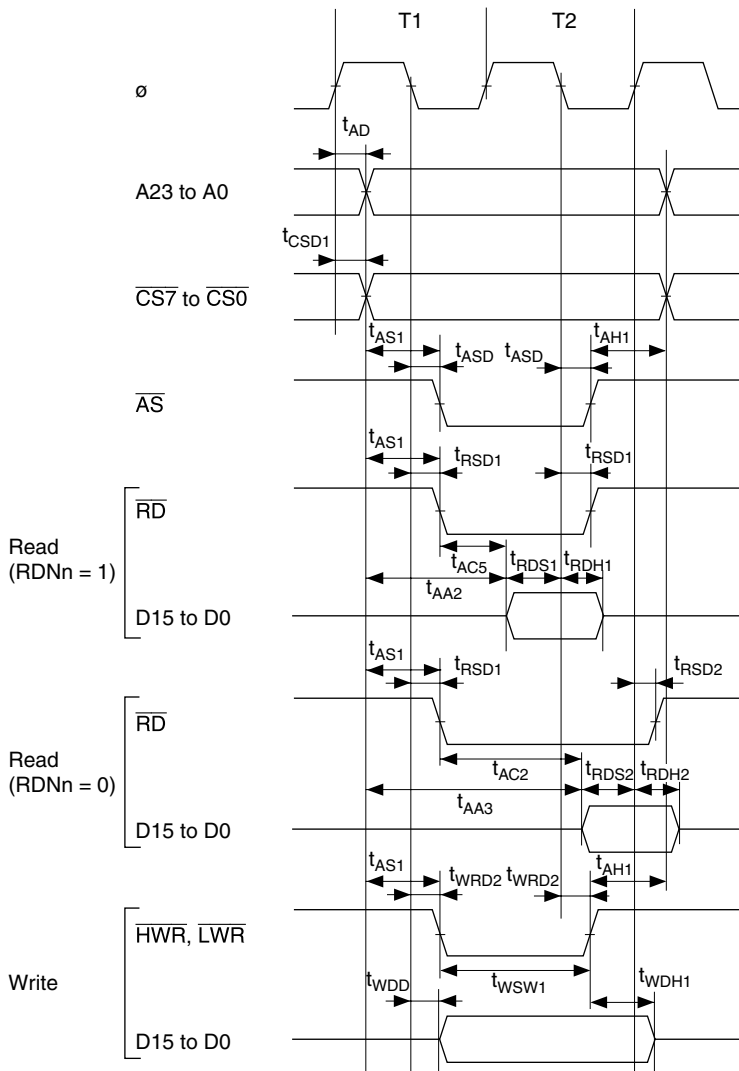 T1 T2
ø
tAD
A23 to A0
tCSD1
CS7 to CS0
tAS1 tASD tASD tAH1
AS
tAS1 tRSD1 tRSD1
RD
Read
(RDNn = 1)
tAC5 tRDS1 tRDH1
tAA2
D15 to D0
tAS1 tRSD1 tRSD2
RD
Read
(RDNn = 0)
tAC2 tRDS2 tRDH2
tAA3
D15 to D0
tAS1 tWRD2 tWRD2 tAH1
HWR, LWR
Write
tWDD tWSW1 tWDH1
D15 to D0